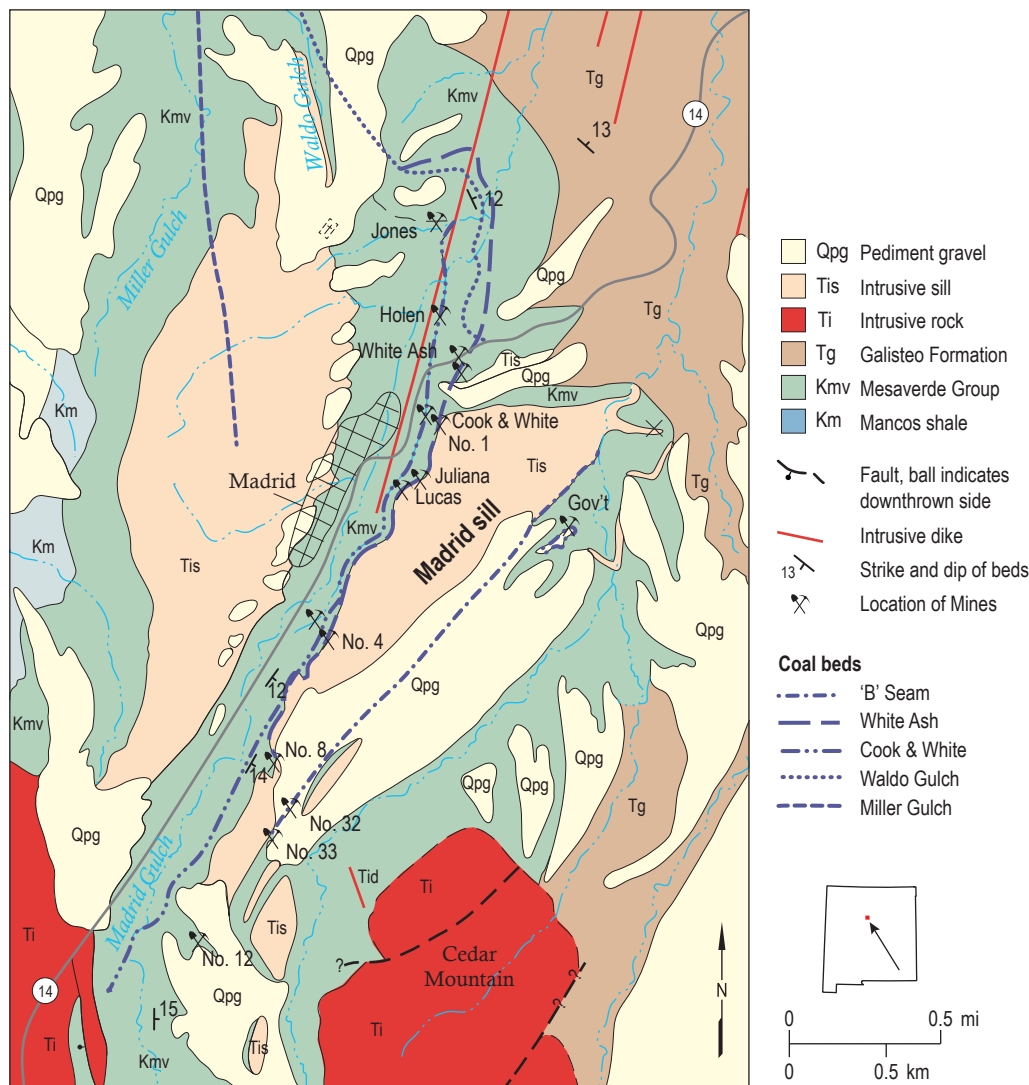 Qpg
Kmv
Tg
14
Waldo Gulch
Kmv
13
Qpg
Miller Gulch
12
Jones
Qpg
Holen
Tg
White Ash
Tis
Qpg
Km
Kmv
Cook & White
No. 1
Tis
Madrid
Juliana
Lucas
Tg
Gov't
Kmv
Madrid sill
Km
Tis
Qpg
No. 4
Qpg
12
Kmv
No. 8
14
Qpg
Qpg
Qpg
Tg
No. 32
No. 33
Madrid Gulch
Tid
Ti
Ti
Tis
No. 12
?
Cedar
Mountain
?
14
Qpg
?
15
?
N
Ti
Kmv
Tis
Ti
Qpg Pediment gravel
Tis Intrusive sill
Ti Intrusive rock
Tg Galisteo Formation
Kmv Mesaverde Group
Km Mancos shale
Fault, ball indicates
downthrown side
Intrusive dike
13 Strike and dip of beds
Location of Mines
Coal beds
'B' Seam
White Ash
Cook & White
Waldo Gulch
Miller Gulch
0 0.5 mi
0 0.5 km